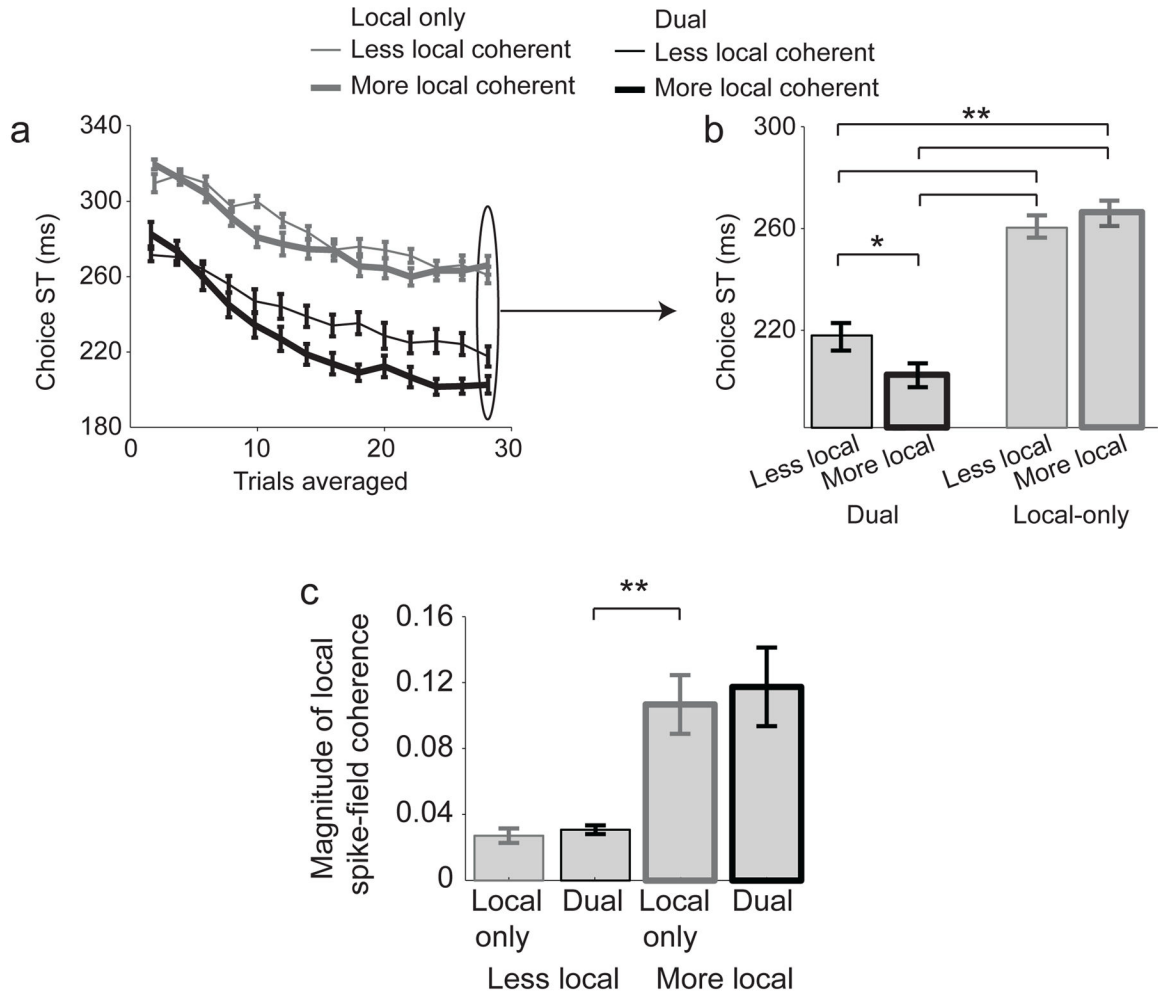 Local only
Dual
Less local coherent
Less local coherent
More local coherent
More local coherent
a
340
300
260
220
180
Choice ST (ms)
0
10
20
30
Trials averaged
b
300
260
220
Choice ST (ms)
**
*
Less local
More local
Less local
More local
Dual
Local-only
c
**
0.16
0.12
0.08
0.04
0
Magnitude of local
spike-field coherence
Local
only
Dual
Local
only
Dual
Less local
More local